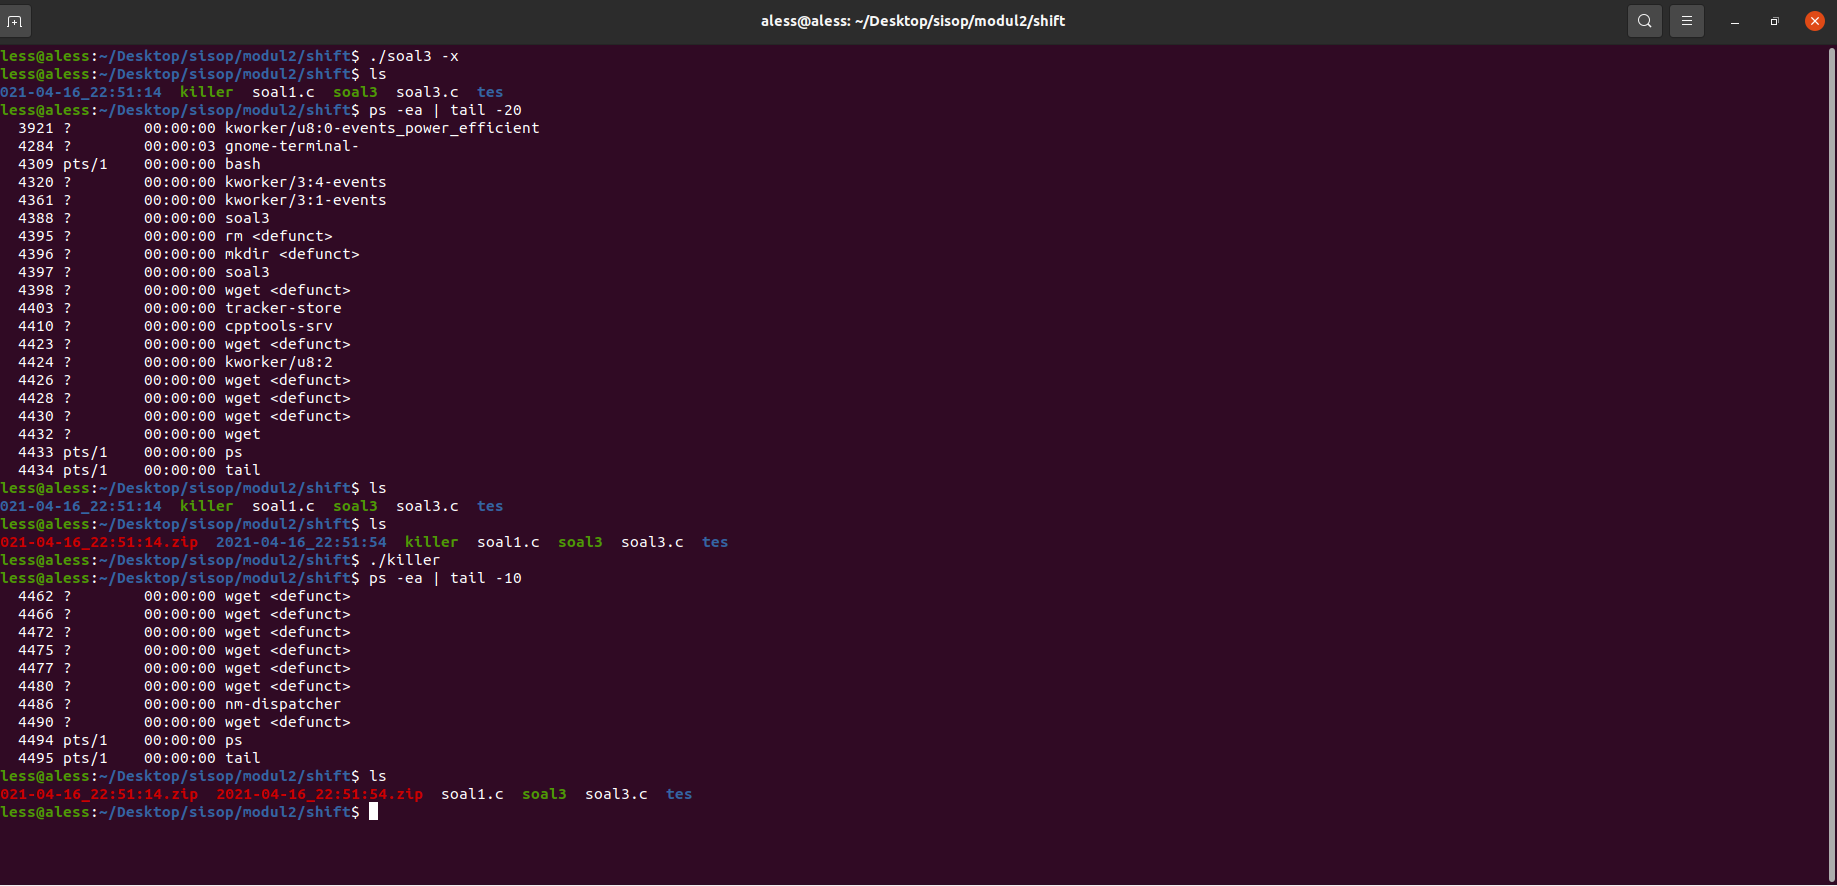 aless@aless: ~/Desktop/sisop/modul2/shift
less@aless:~/Desktop/sisop/modul2/shift$ ./soal3 -x
less@aless:~/Desktop/sisop/modul2/shift$ ls
021-04-16_22:51:14  killer  soal1.c  soal3  soal3.c  tes
less@aless:~/Desktop/sisop/modul2/shift$ ps -ea | tail -20
  3921 ?        00:00:00 kworker/u8:0-events_power_efficient
  4284 ?        00:00:03 gnome-terminal-
  4309 pts/1    00:00:00 bash
  4320 ?        00:00:00 kworker/3:4-events
  4361 ?        00:00:00 kworker/3:1-events
  4388 ?        00:00:00 soal3
  4395 ?        00:00:00 rm <defunct>
  4396 ?        00:00:00 mkdir <defunct>
  4397 ?        00:00:00 soal3
  4398 ?        00:00:00 wget <defunct>
  4403 ?        00:00:00 tracker-store
  4410 ?        00:00:00 cpptools-srv
  4423 ?        00:00:00 wget <defunct>
  4424 ?        00:00:00 kworker/u8:2
  4426 ?        00:00:00 wget <defunct>
  4428 ?        00:00:00 wget <defunct>
  4430 ?        00:00:00 wget <defunct>
  4432 ?        00:00:00 wget
  4433 pts/1    00:00:00 ps
  4434 pts/1    00:00:00 tail
less@aless:~/Desktop/sisop/modul2/shift$ ls
021-04-16_22:51:14  killer  soal1.c  soal3  soal3.c  tes
less@aless:~/Desktop/sisop/modul2/shift$ ls
021-04-16_22:51:14.zip  2021-04-16_22:51:54  killer  soal1.c  soal3  soal3.c  tes
less@aless:~/Desktop/sisop/modul2/shift$ ./killer
less@aless:~/Desktop/sisop/modul2/shift$ ps -ea | tail -10
  4462 ?        00:00:00 wget <defunct>
  4466 ?        00:00:00 wget <defunct>
  4472 ?        00:00:00 wget <defunct>
  4475 ?        00:00:00 wget <defunct>
  4477 ?        00:00:00 wget <defunct>
  4480 ?        00:00:00 wget <defunct>
  4486 ?        00:00:00 nm-dispatcher
  4490 ?        00:00:00 wget <defunct>
  4494 pts/1    00:00:00 ps
  4495 pts/1    00:00:00 tail
less@aless:~/Desktop/sisop/modul2/shift$ ls
021-04-16_22:51:14.zip  2021-04-16_22:51:54.zip  soal1.c  soal3  soal3.c  tes
less@aless:~/Desktop/sisop/modul2/shift$